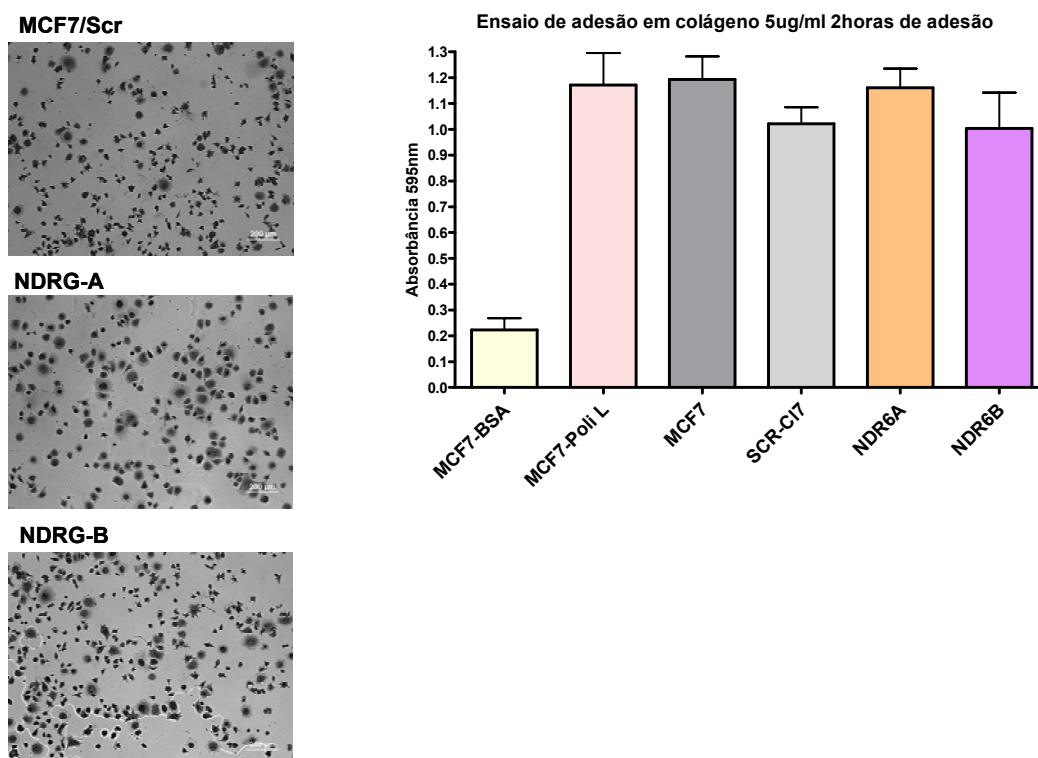 MCF7/Scr
200 µm
NDRG-A
200 µm
NDRG-B
Ensaio de adesão em colágeno 5ug/ml 2horas de adesão
Absorbância 595nm
1.3
1.2
1.1
1.0
0.9
0.8
0.7
0.6
0.5
0.4
0.3
0.2
0.1
0.0
MCF7-BSA
MCF7-Poli L
MCF7
SCR-Cl7
NDR6A
NDR6B